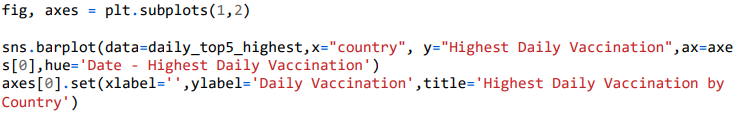 fig, axes = plt.subplots(1,2)
sns.barplot(data=daily_top5_highest,x="country", y="Highest Daily Vaccination",ax=axe
s[0],hue='Date - Highest Daily Vaccination')
axes[0].set(xlabel='',ylabel='Daily Vaccination',title='Highest Daily Vaccination by
Country')